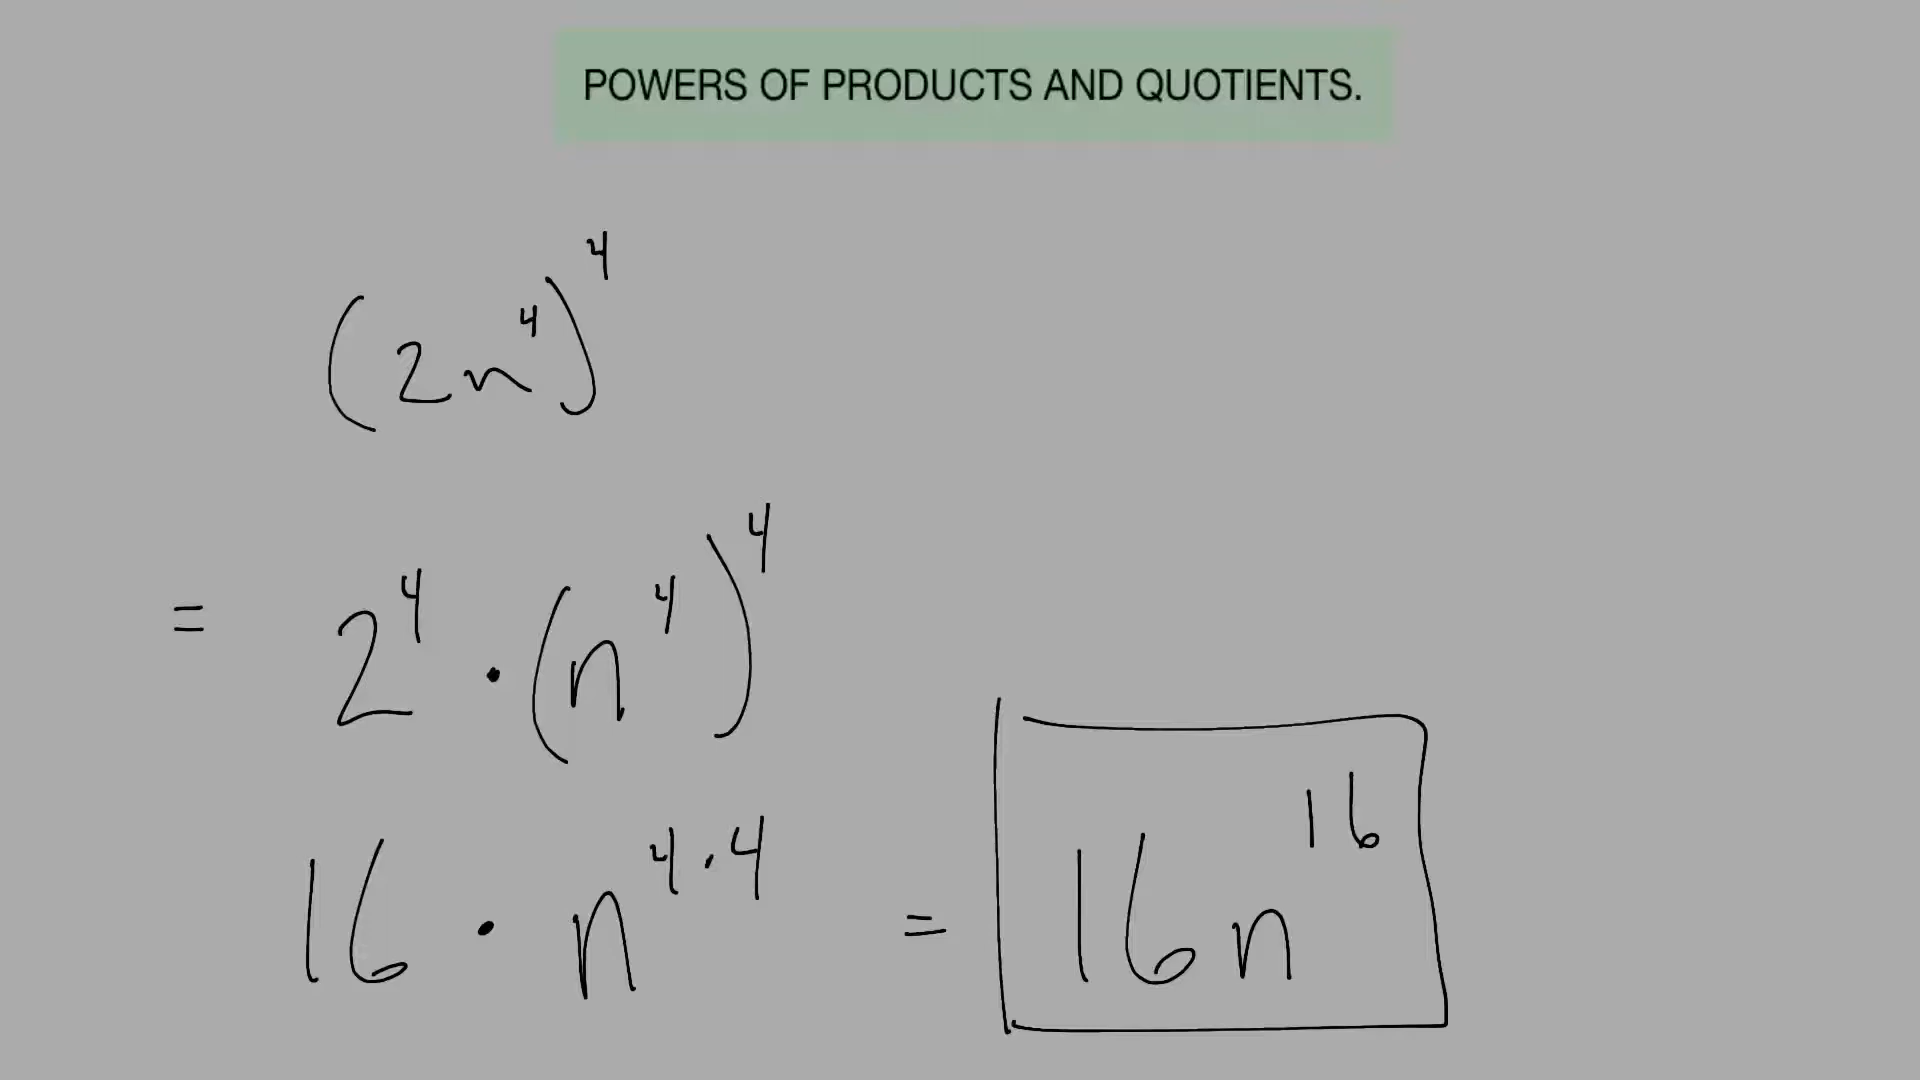 POWERS OF PRODUCTS AND QUOTIENTS.
(2n⁴)⁴
= 2⁴ · (n⁴)⁴
16 · n⁴·⁴ = 16n¹⁶